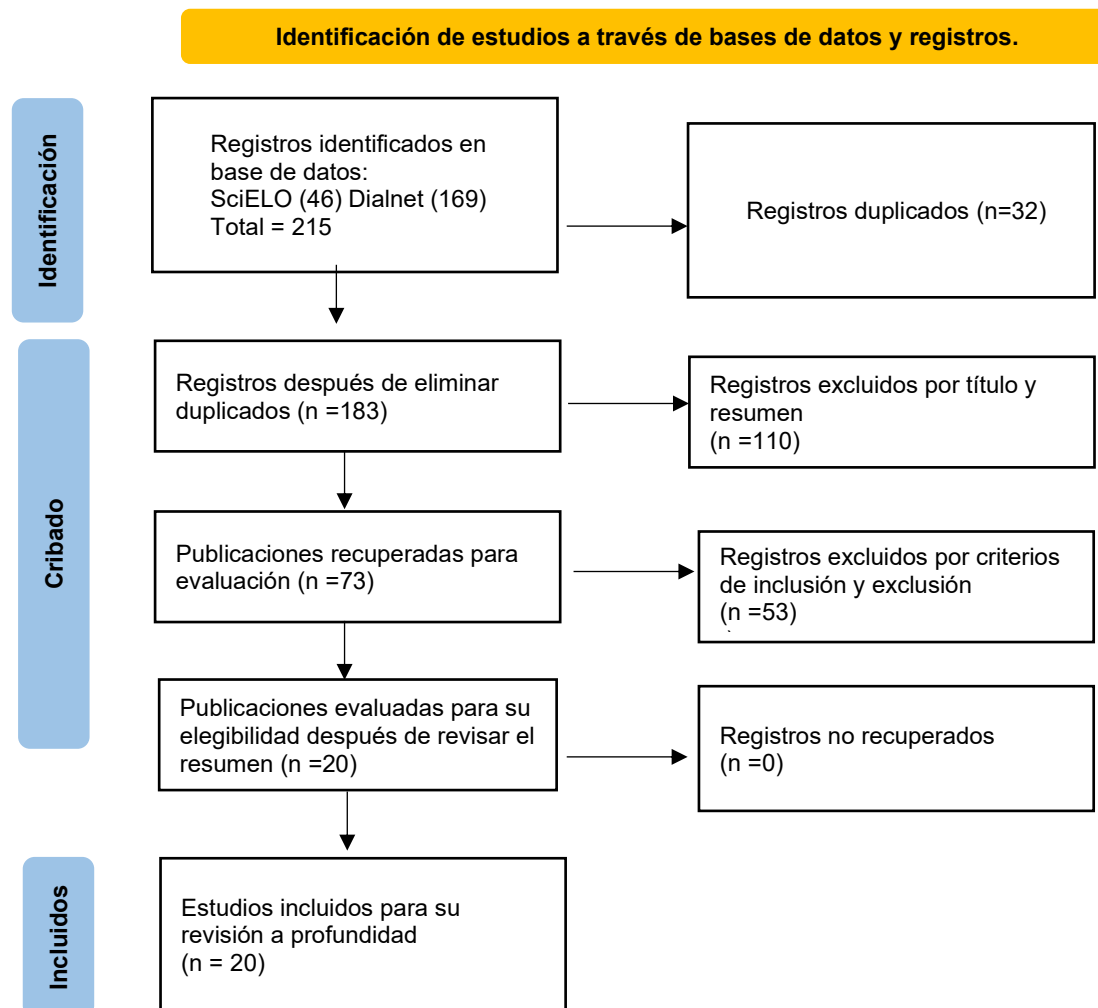 Identificación de estudios a través de bases de datos y registros.
Identificación
Registros identificados en
base de datos:
SciELO (46) Dialnet (169)
Total = 215
Registros duplicados (n=32)
Cribado
Registros después de eliminar
duplicados (n =183)
Registros excluidos por título y
resumen
(n =110)
Publicaciones recuperadas para
evaluación (n =73)
Registros excluidos por criterios
de inclusión y exclusión
(n =53)
Publicaciones evaluadas para su
elegibilidad después de revisar el
resumen (n =20)
Registros no recuperados
(n =0)
Incluidos
Estudios incluidos para su
revisión a profundidad
(n = 20)